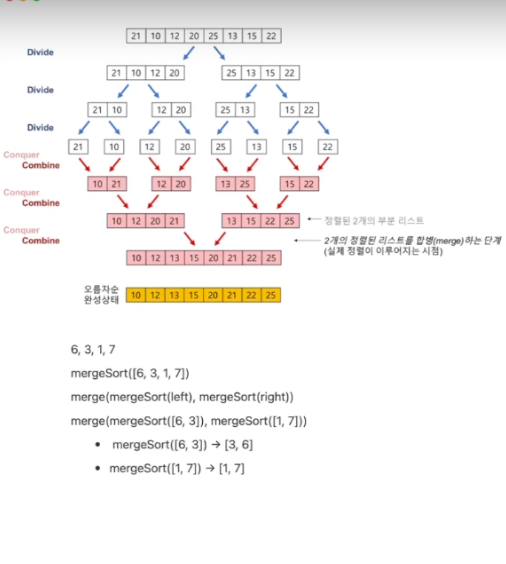 21 10 12 20 25 13 15 22
Divide
21 10 12 20 25 13 15 22
Divide
21 10 12 20 25 13 15 22
Divide
21 10 12 20 25 13 15 22
Conquer
Combine
10 21 12 20 13 25 15 22
Conquer
Combine
10 12 20 21 13 15 22 25 정렬된 2개의 부분 리스트
Conquer
Combine
2개의 정렬된 리스트를 합병(merge)하는 단계
(실제 정렬이 이루어지는 시점)
10 12 13 15 20 21 22 25
오름차순
완성상태
10 12 13 15 20 21 22 25
6, 3, 1, 7
mergeSort([6, 3, 1, 7])
merge(mergeSort(left), mergeSort(right))
merge(mergeSort([6, 3]), mergeSort([1, 7]))
• mergeSort([6, 3]) → [3, 6]
• mergeSort([1, 7]) → [1, 7]